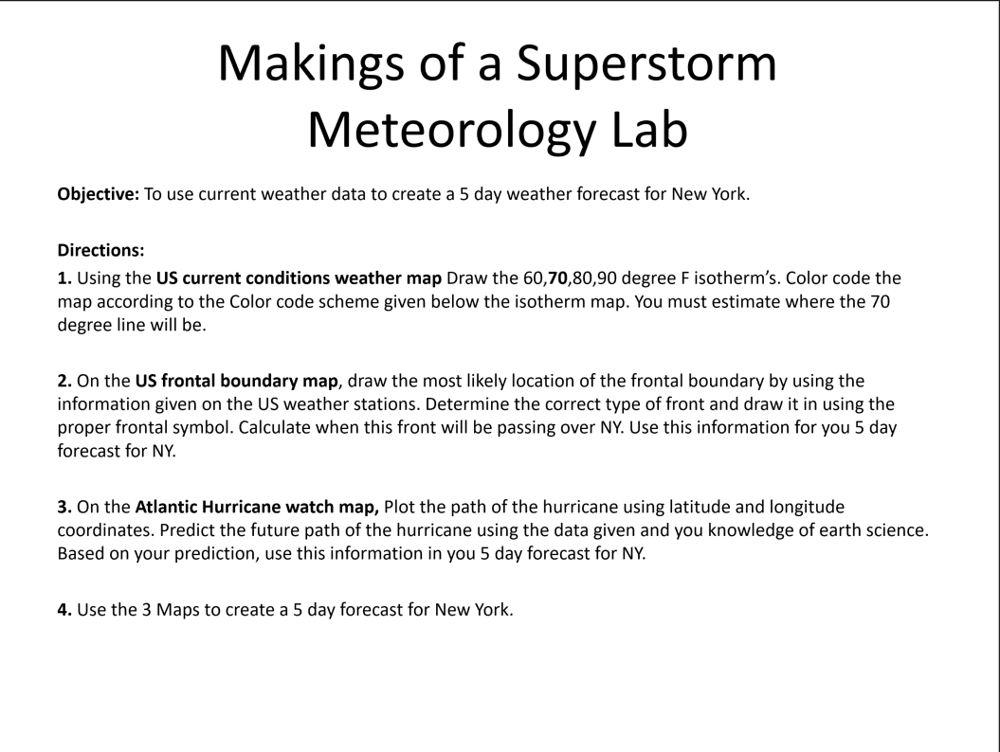 Makings of a Superstorm
Meteorology Lab
Objective: To use current weather data to create a 5 day weather forecast for New York.
Directions:
1. Using the US current conditions weather map Draw the 60,70,80,90 degree F isotherm’s. Color code the
map according to the Color code scheme given below the isotherm map. You must estimate where the 70
degree line will be.
2. On the US frontal boundary map, draw the most likely location of the frontal boundary by using the
information given on the US weather stations. Determine the correct type of front and draw it in using the
proper frontal symbol. Calculate when this front will be passing over NY. Use this information for you 5 day
forecast for NY.
3. On the Atlantic Hurricane watch map, Plot the path of the hurricane using latitude and longitude
coordinates. Predict the future path of the hurricane using the data given and you knowledge of earth science.
Based on your prediction, use this information in you 5 day forecast for NY.
4. Use the 3 Maps to create a 5 day forecast for New York.